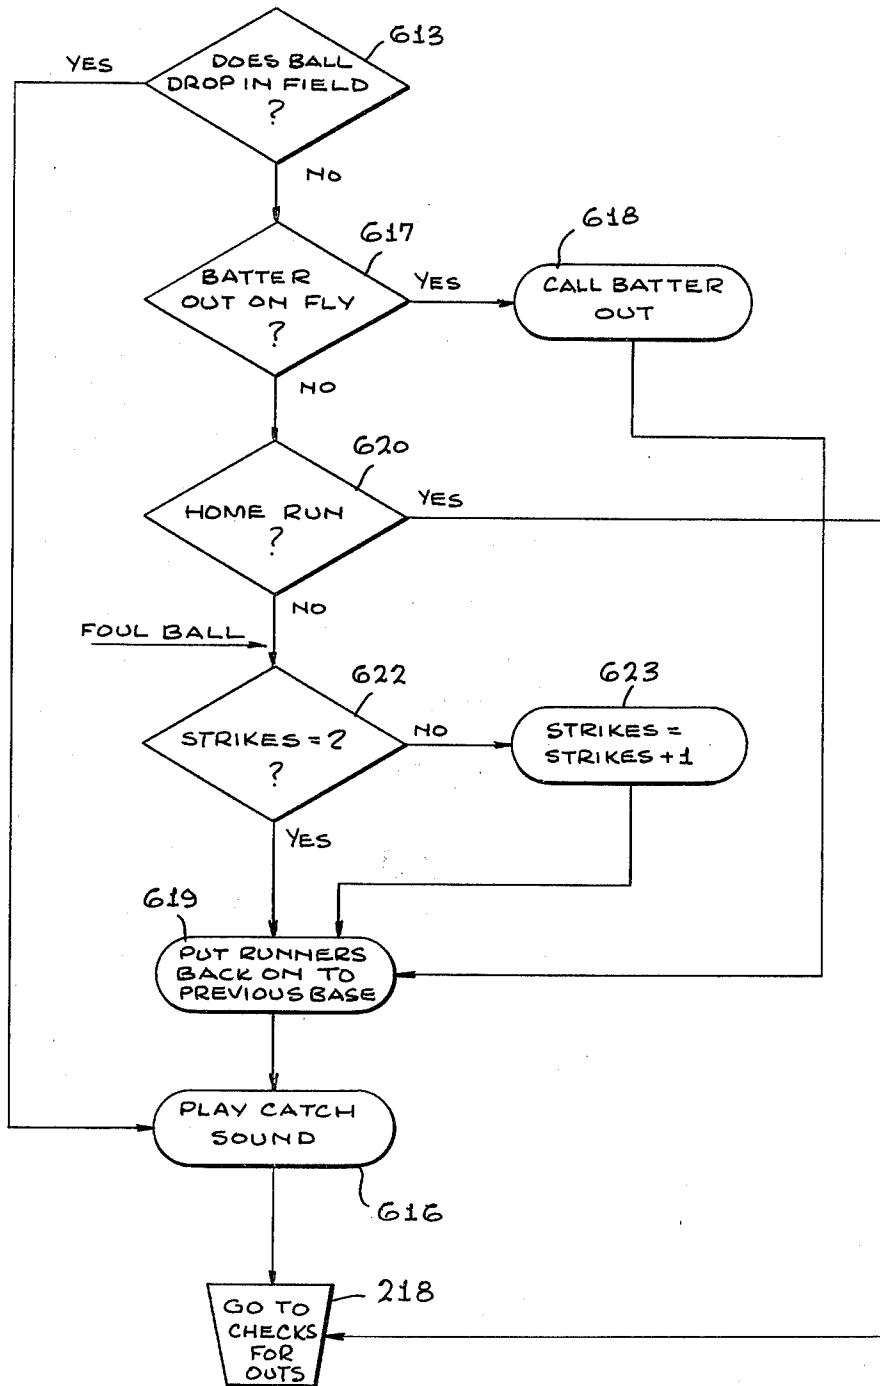 613
DOES BALL
DROP IN FIELD
?
YES
NO
617
BATTER
OUT ON FLY
?
YES
618
CALL BATTER
OUT
NO
620
HOME RUN
?
YES
NO
FOUL BALL
622
STRIKES = 2
?
NO
623
STRIKES =
STRIKES + 1
YES
619
PUT RUNNERS
BACK ON TO
PREVIOUS BASE
PLAY CATCH
SOUND
616
218
GO TO
CHECKS
FOR
OUTS